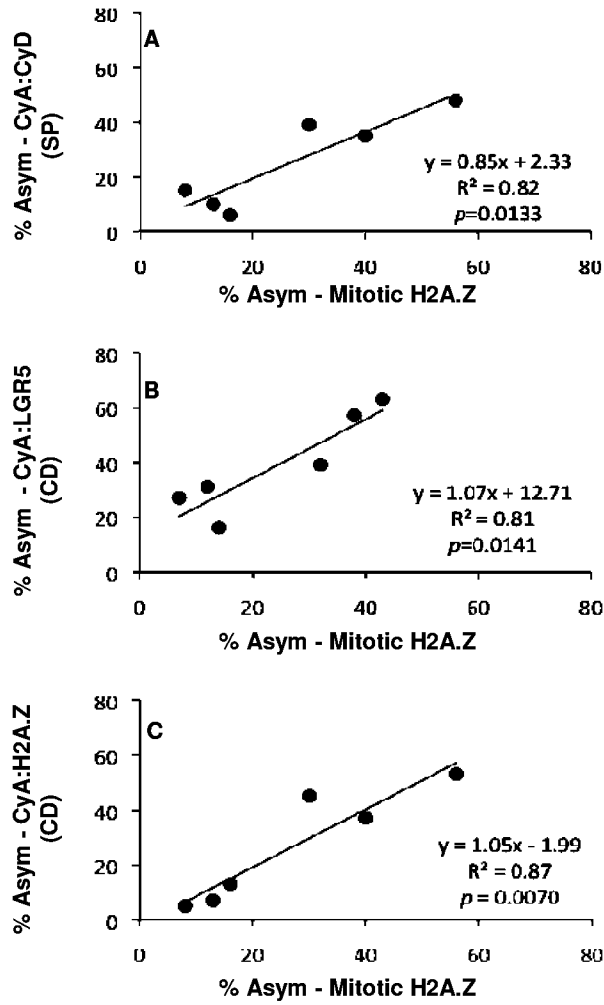 % Asym - CyA:CyD
(SP)
A
80
60
40
20
0
y = 0.85x + 2.33
R² = 0.82
p=0.0133
0 20 40 60 80
% Asym - Mitotic H2A.Z
% Asym - CyA:LGR5
(CD)
B
80
60
40
20
0
y = 1.07x + 12.71
R² = 0.81
p=0.0141
0 20 40 60 80
% Asym - Mitotic H2A.Z
% Asym - CyA:H2A.Z
(CD)
C
80
60
40
20
0
y = 1.05x - 1.99
R² = 0.87
p = 0.0070
0 20 40 60 80
% Asym - Mitotic H2A.Z